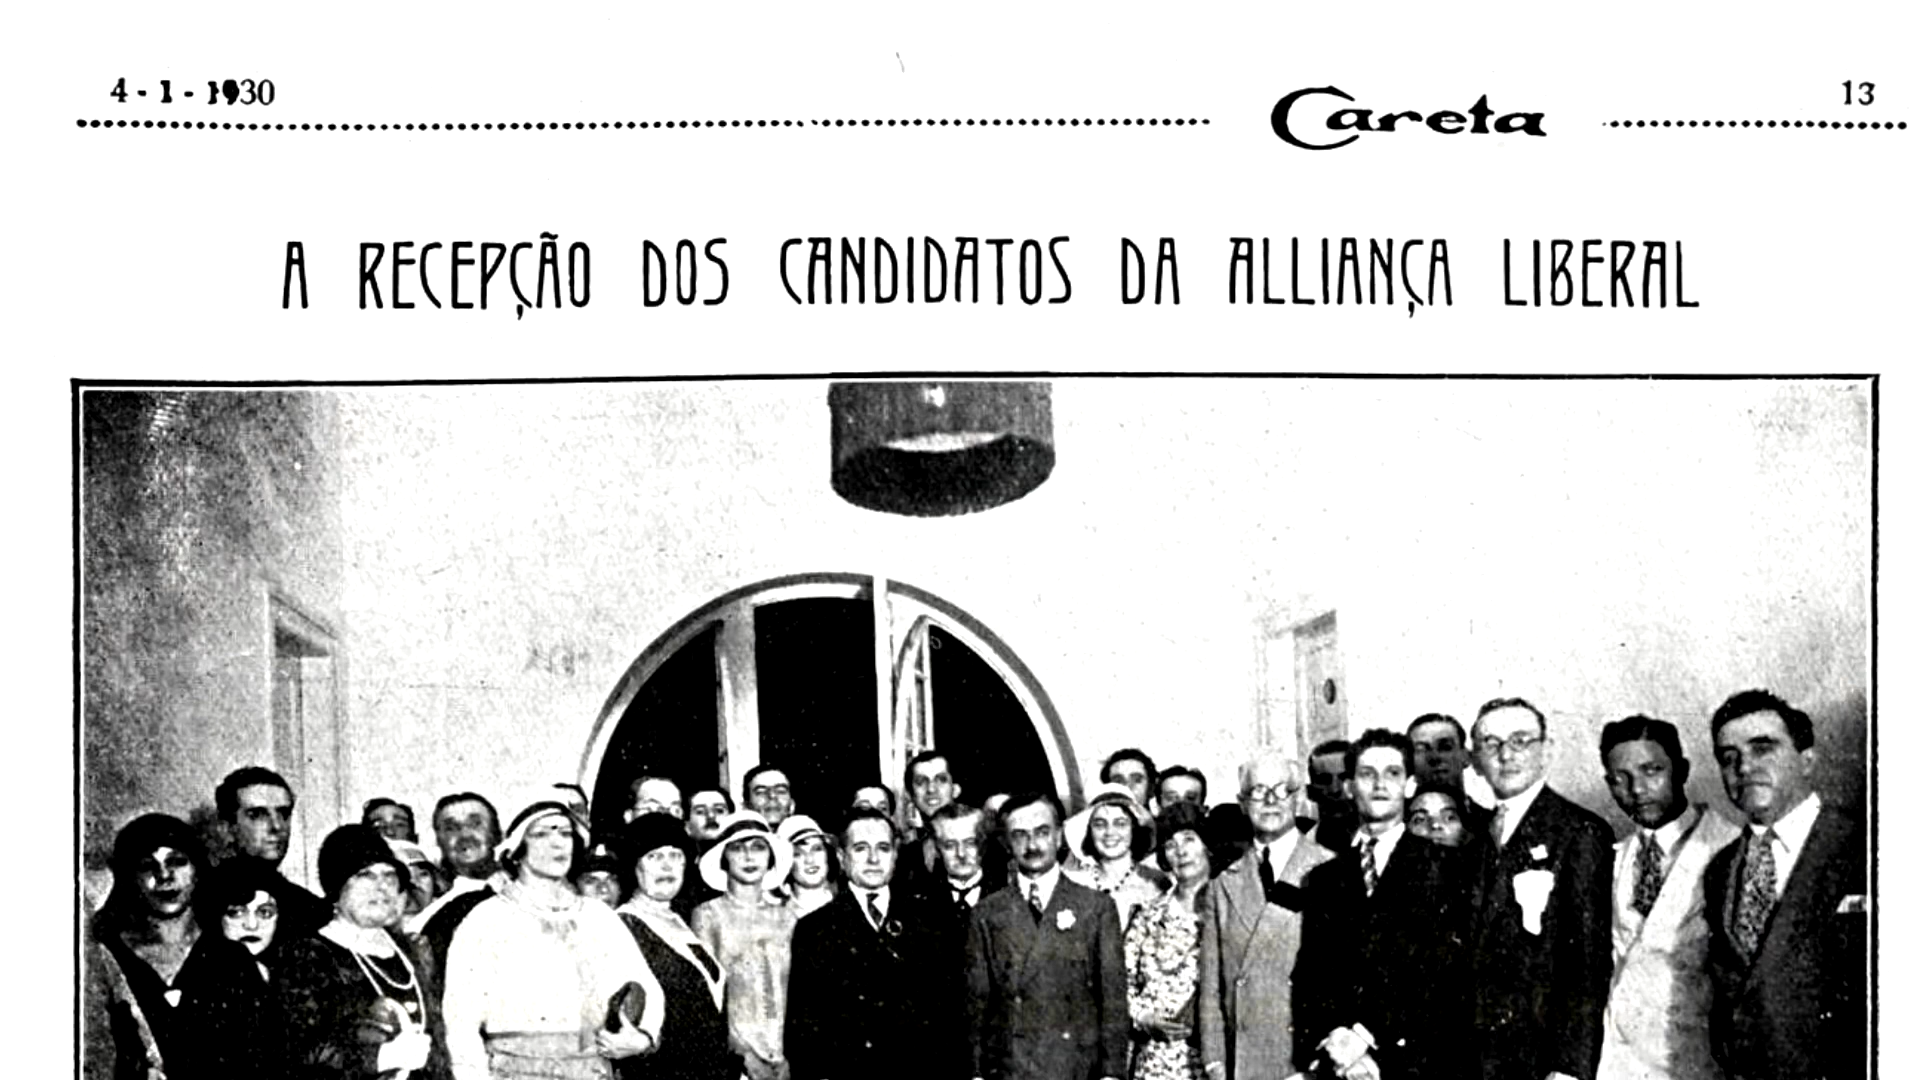 4 - 1 - 1930
Careta
13
A RECEPÇÃO DOS CANDIDATOS DA ALLIANÇA LIBERAL